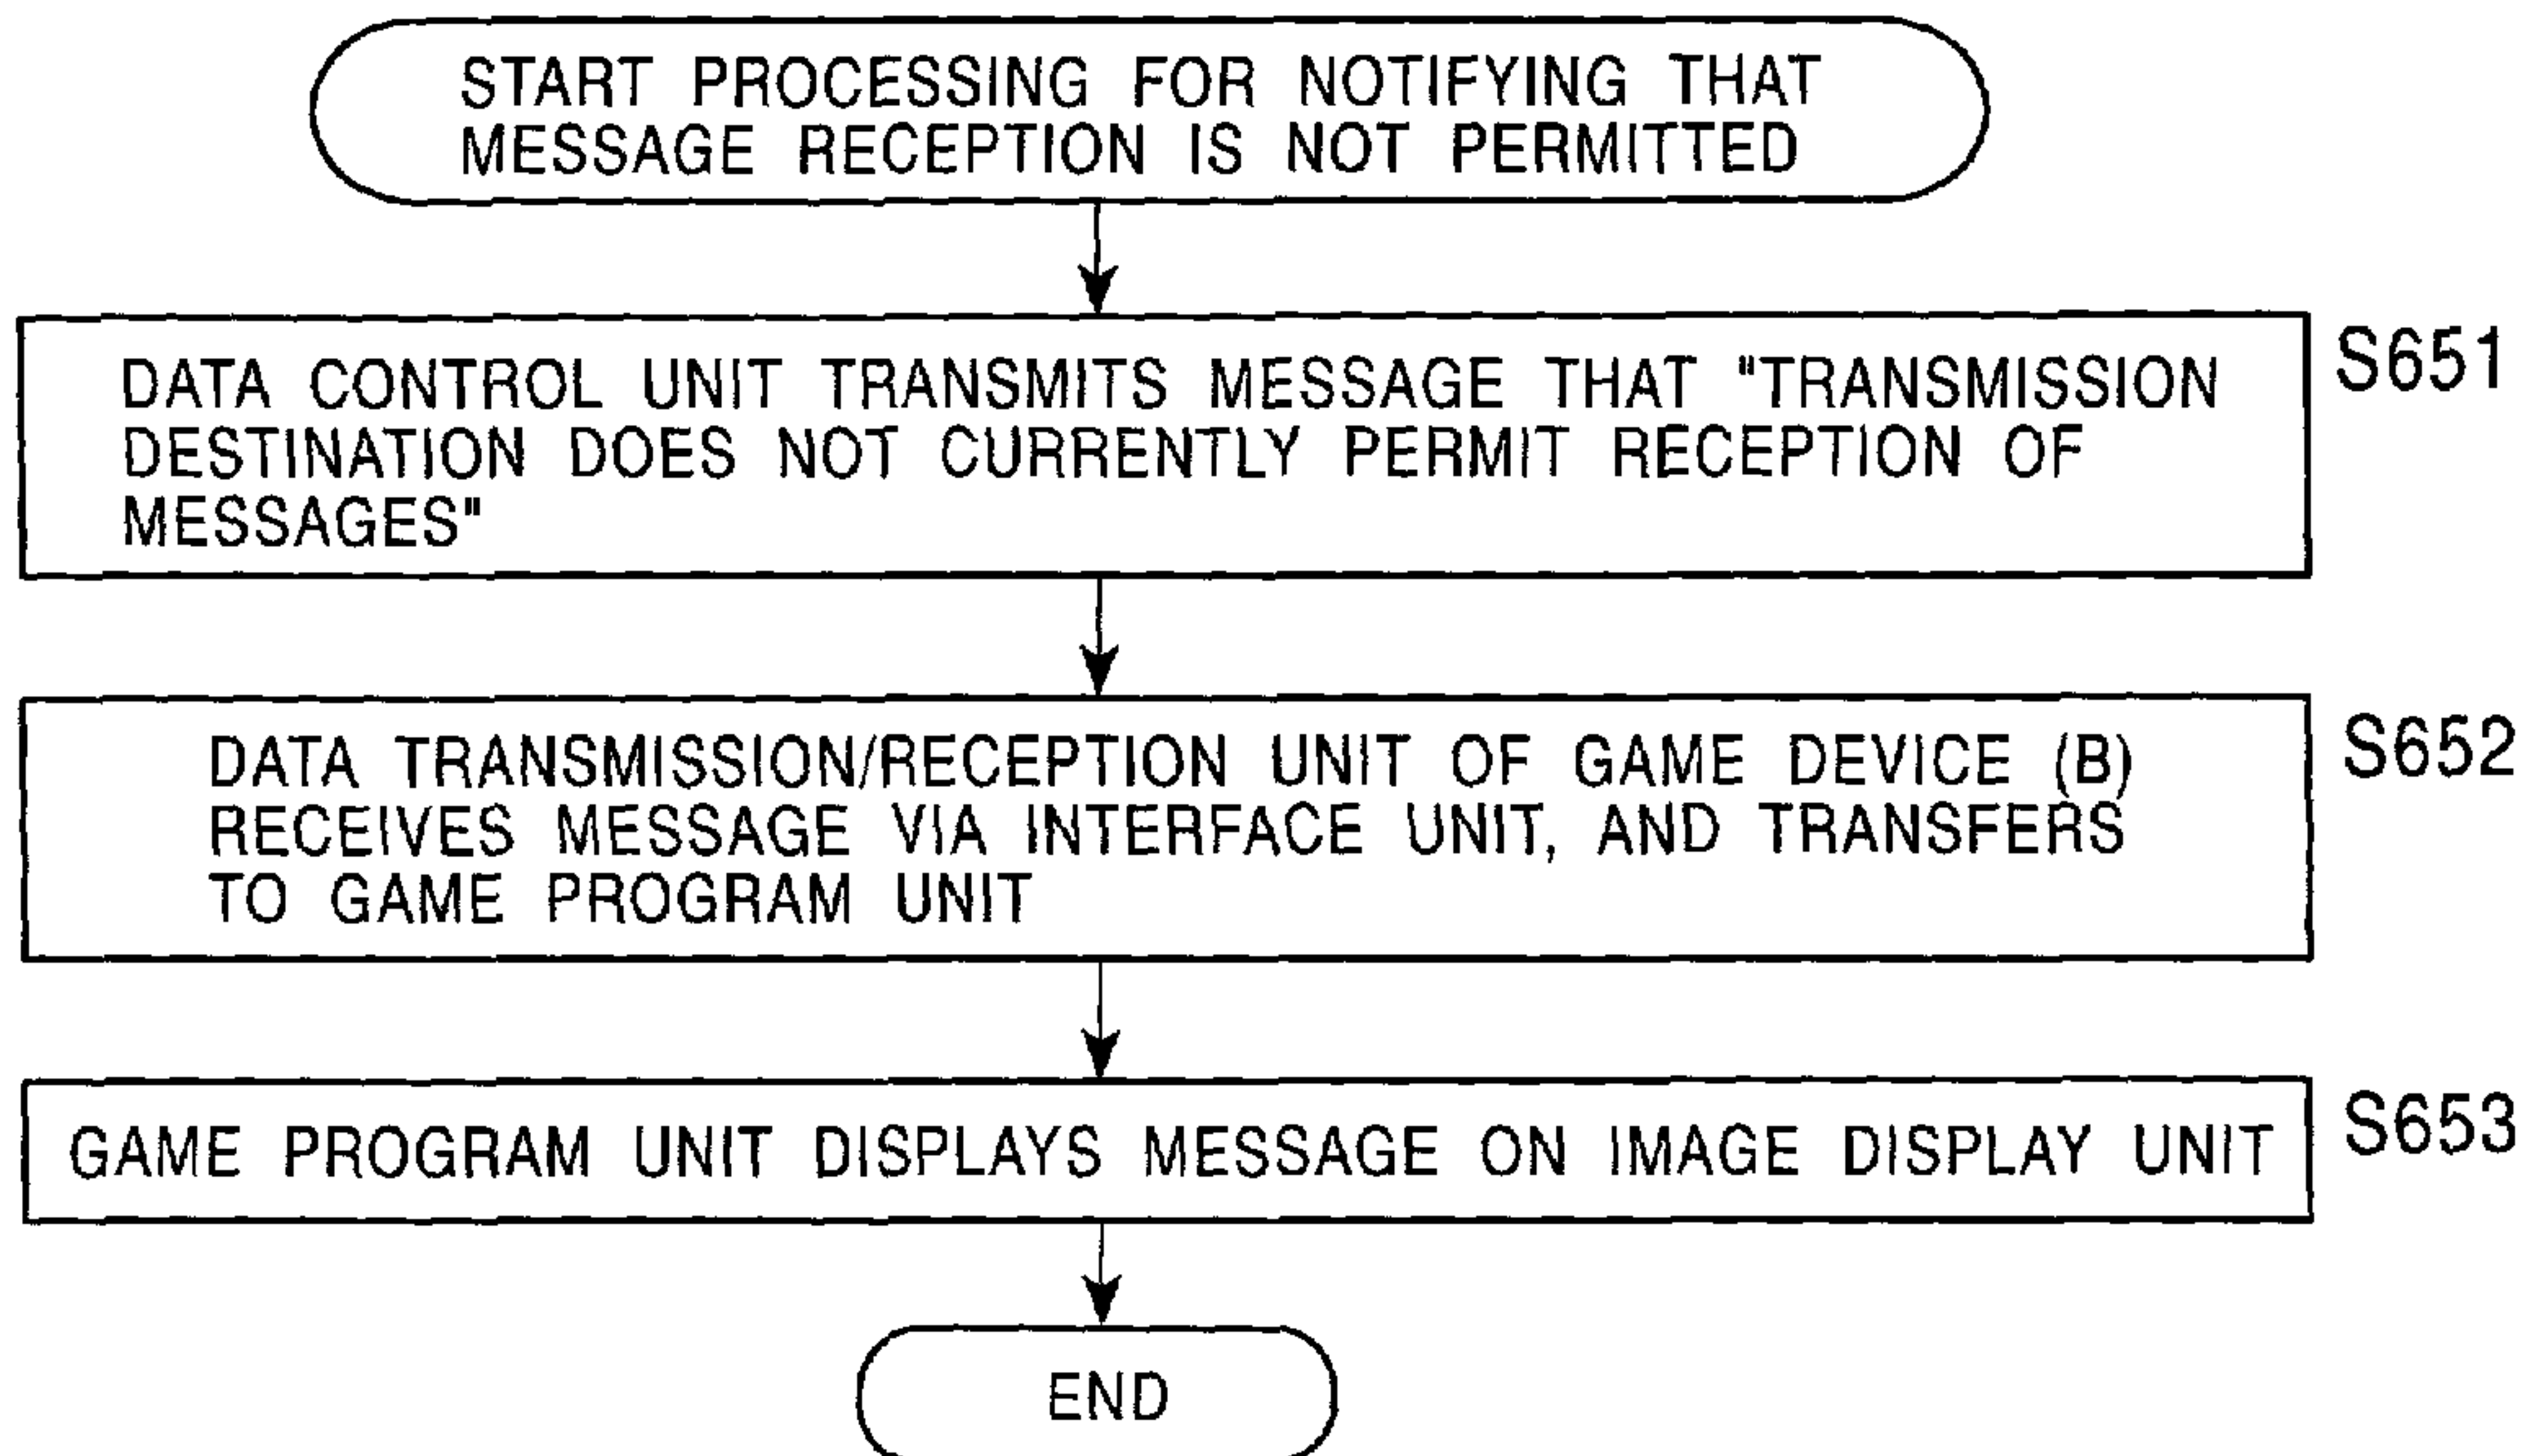 START PROCESSING FOR NOTIFYING THAT
MESSAGE RECEPTION IS NOT PERMITTED
DATA CONTROL UNIT TRANSMITS MESSAGE THAT "TRANSMISSION
DESTINATION DOES NOT CURRENTLY PERMIT RECEPTION OF
MESSAGES"
S651
DATA TRANSMISSION/RECEPTION UNIT OF GAME DEVICE (B)
RECEIVES MESSAGE VIA INTERFACE UNIT, AND TRANSFERS
TO GAME PROGRAM UNIT
S652
GAME PROGRAM UNIT DISPLAYS MESSAGE ON IMAGE DISPLAY UNIT
S653
END